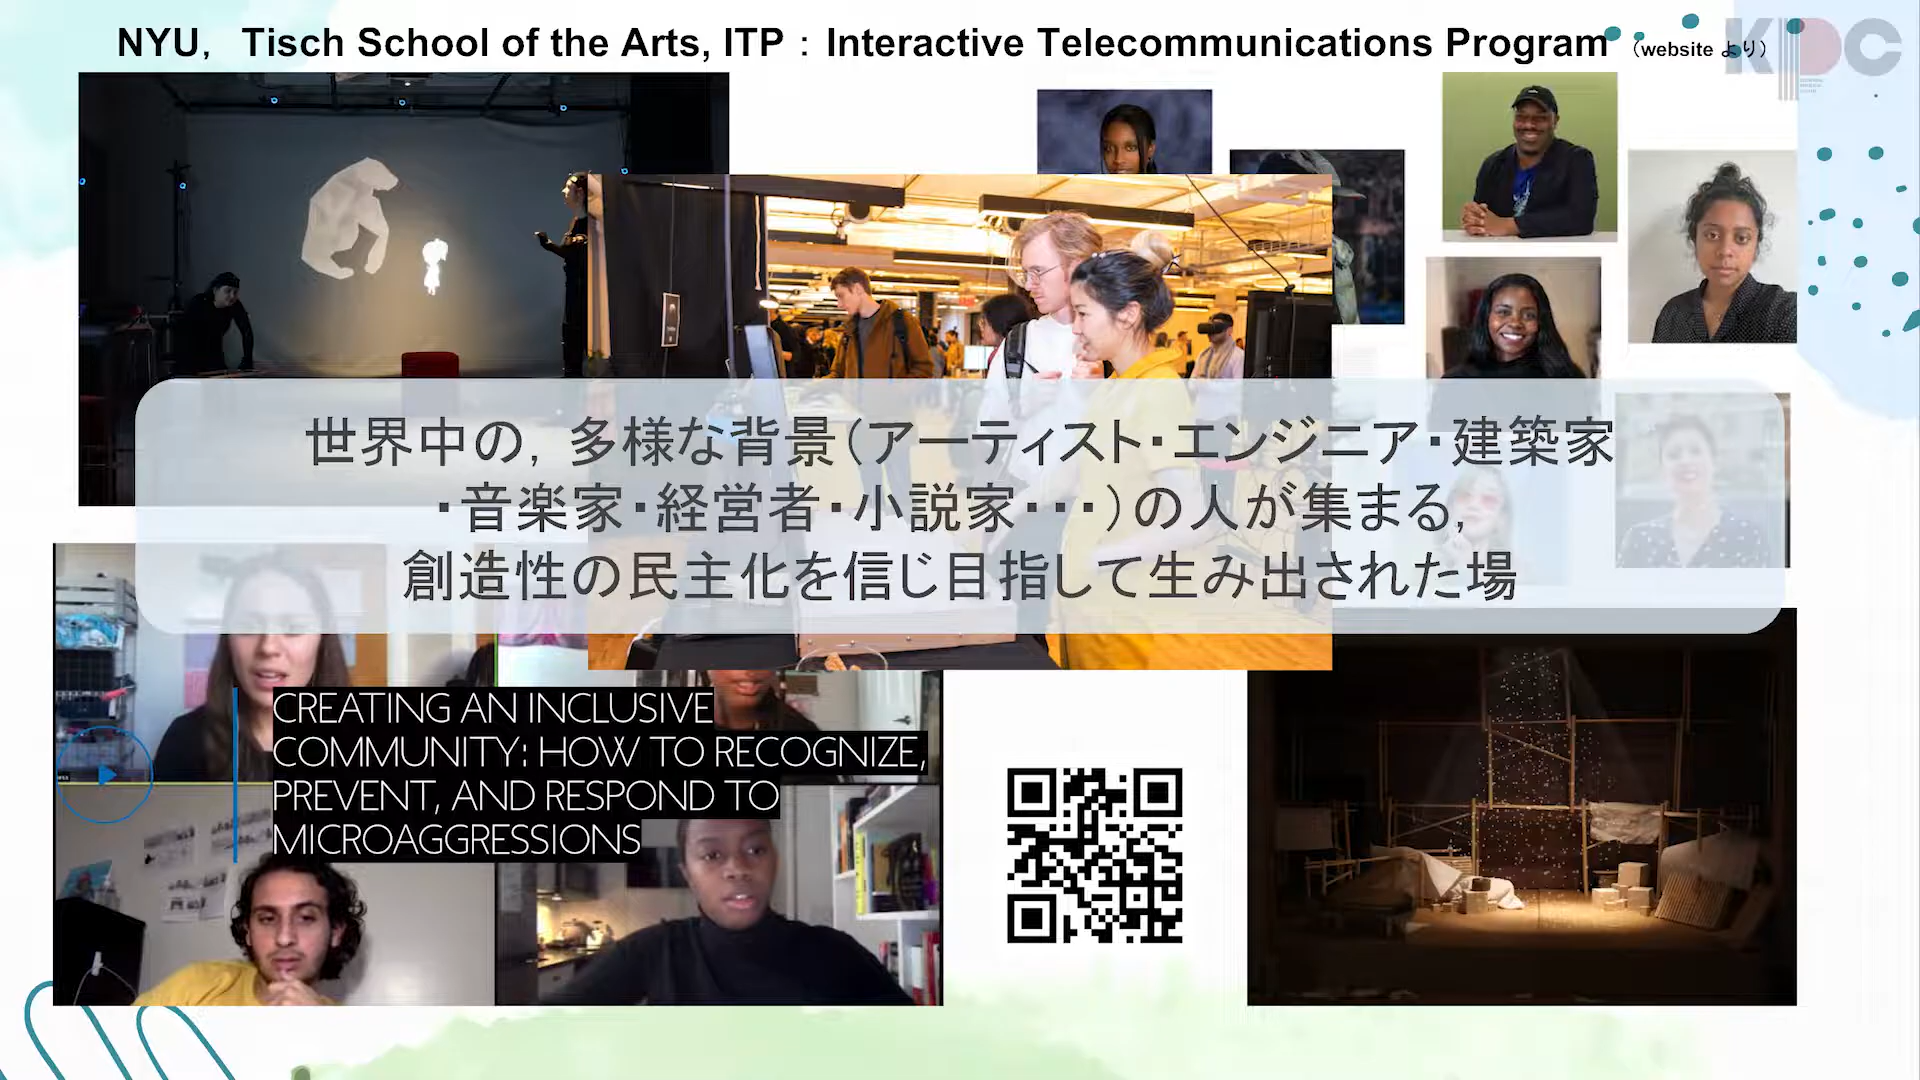 NYU, Tisch School of the Arts, ITP : Interactive Telecommunications Program (website より)
KPC
世界中の，多様な背景（アーティスト・エンジニア・建築家
・音楽家・経営者・小説家・・・）の人が集まる，
創造性の民主化を信じ目指して生み出された場
CREATING AN INCLUSIVE
COMMUNITY: HOW TO RECOGNIZE,
PREVENT, AND RESPOND TO
MICROAGGRESSIONS